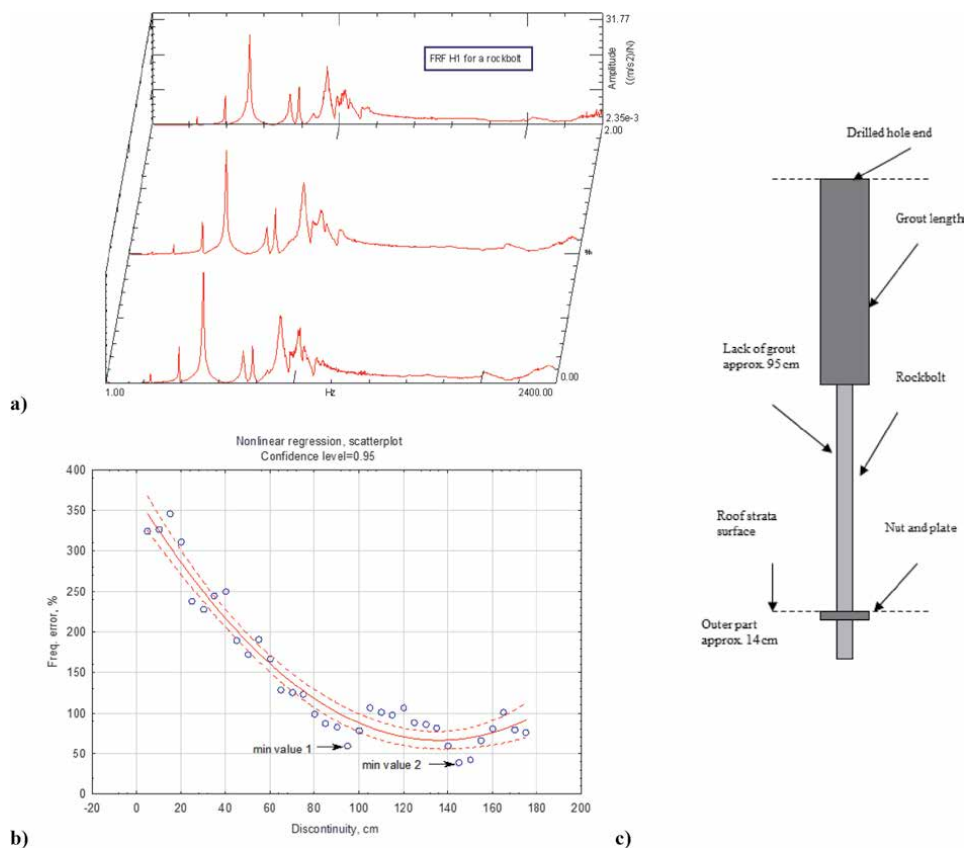 31.77
FRF H1 for a rockbolt
Amplitude
((m/s2)/N)
2.35e-3
2.00
#
0.00
1.00
Hz
2400.00
a)
Nonlinear regression, scatterplot
Confidence level=0.95
400
350
300
250
200
150
100
50
0
Freq. error, %
min value 1
min value 2
-20 0 20 40 60 80 100 120 140 160 180 200
Discontinuity, cm
b)
Drilled hole end
Grout length
Lack of grout
approx. 95 cm
Rockbolt
Roof strata
surface
Nut and plate
Outer part
approx. 14 cm
c)